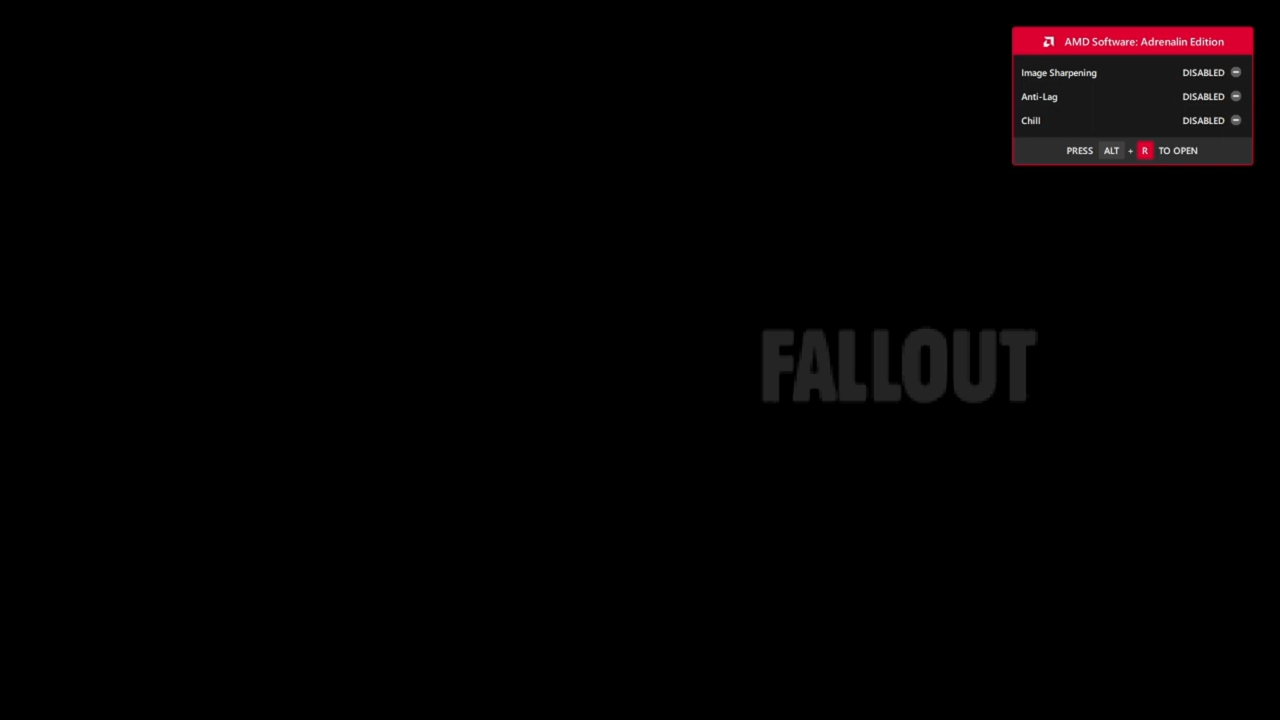 AMD Software: Adrenalin Edition
Image Sharpening DISABLED
Anti-Lag DISABLED
Chill DISABLED
PRESS ALT + R TO OPEN
FALLOUT